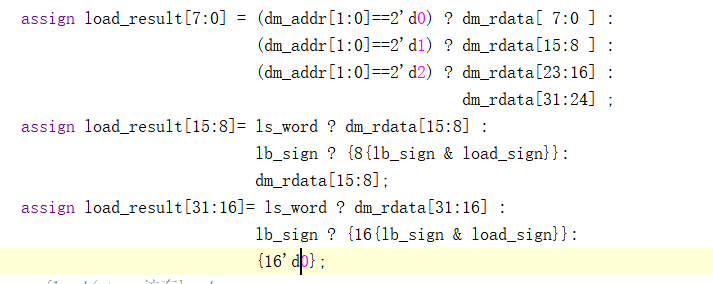 assign load_result[7:0] = (dm_addr[1:0]==2'd0) ? dm_rdata[ 7:0 ] :
(dm_addr[1:0]==2'd1) ? dm_rdata[15:8 ] :
(dm_addr[1:0]==2'd2) ? dm_rdata[23:16] :
dm_rdata[31:24] ;
assign load_result[15:8]= ls_word ? dm_rdata[15:8] :
lb_sign ? {8{lb_sign & load_sign}}:
dm_rdata[15:8];
assign load_result[31:16]= ls_word ? dm_rdata[31:16] :
lb_sign ? {16{lb_sign & load_sign}}:
{16'd0};